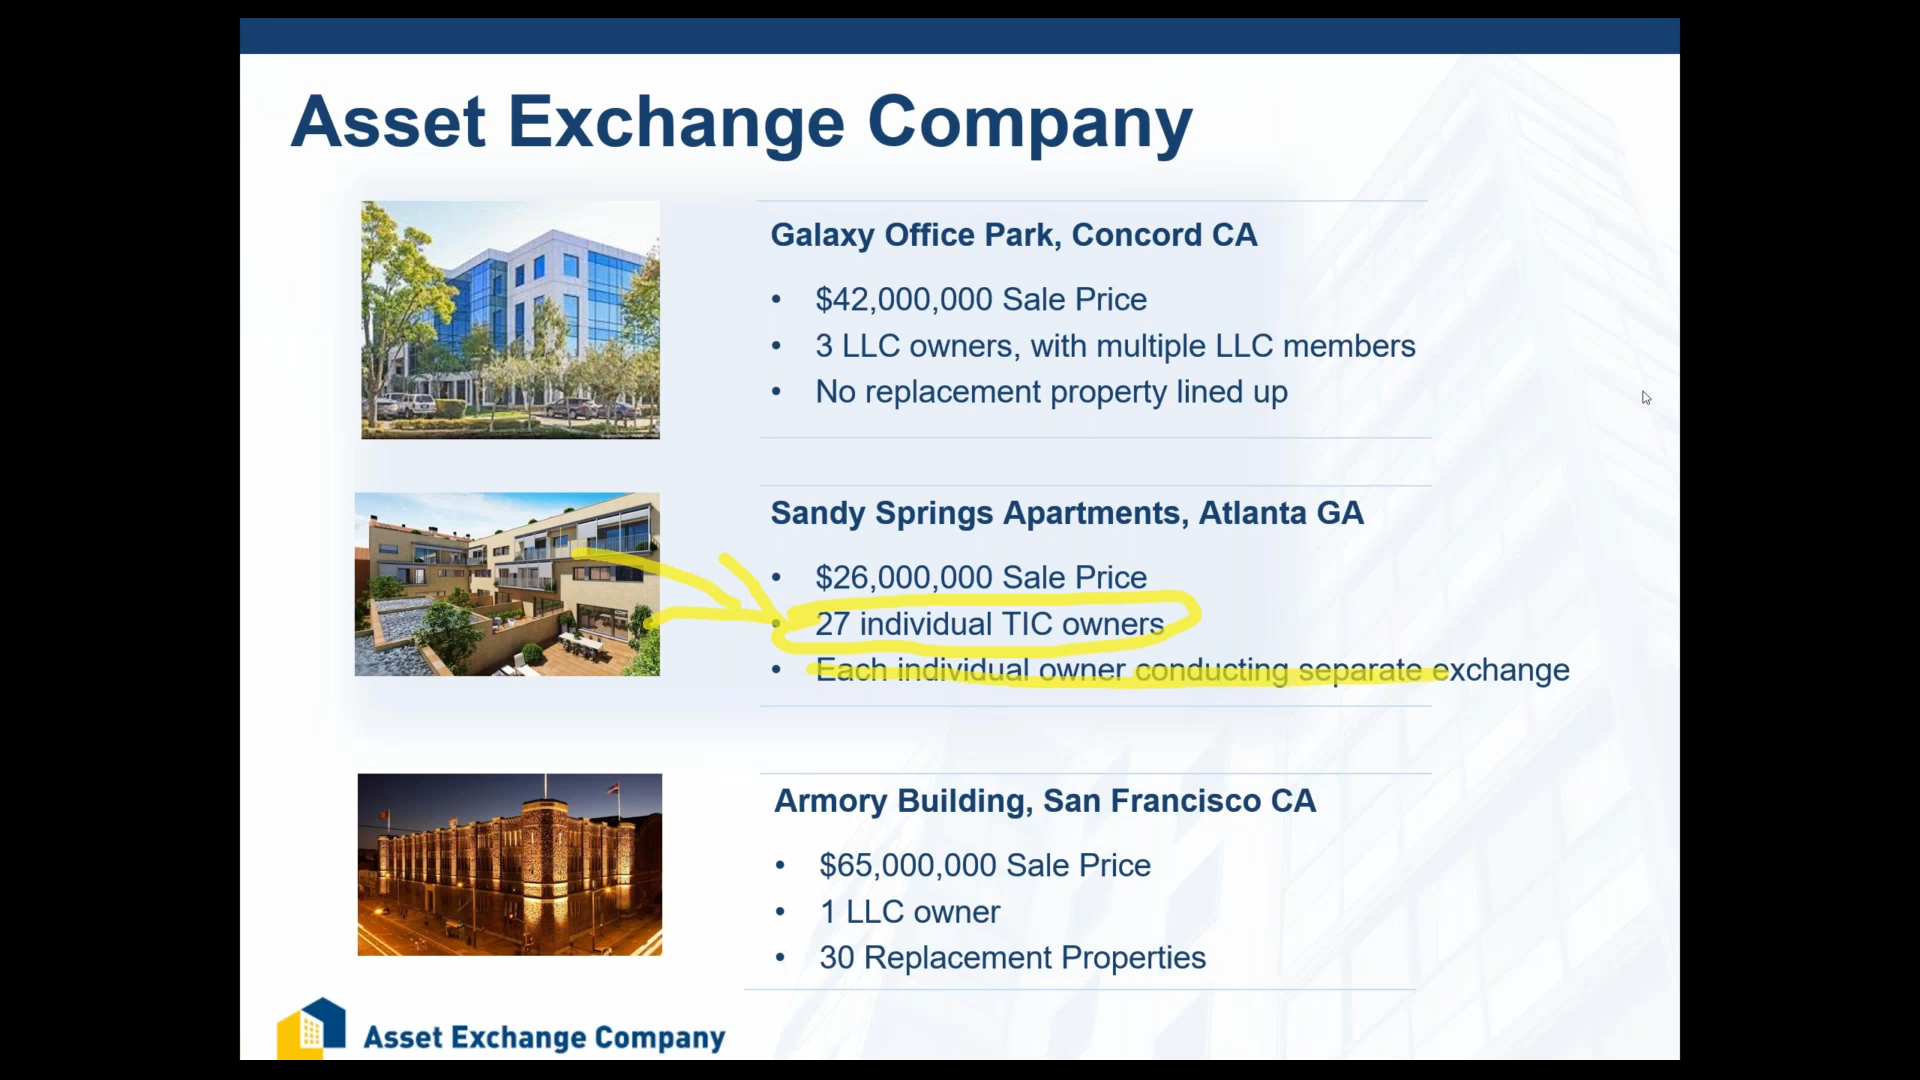 Asset Exchange Company
Galaxy Office Park, Concord CA
• $42,000,000 Sale Price
• 3 LLC owners, with multiple LLC members
• No replacement property lined up
Sandy Springs Apartments, Atlanta GA
• $26,000,000 Sale Price
• 27 individual TIC owners
• Each individual owner conducting separate exchange
Armory Building, San Francisco CA
• $65,000,000 Sale Price
• 1 LLC owner
• 30 Replacement Properties
Asset Exchange Company